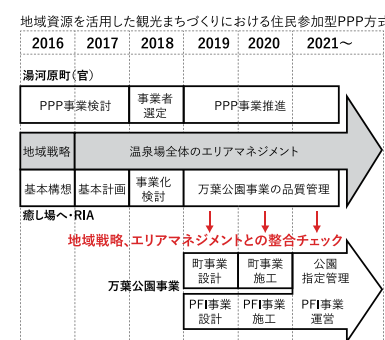 地域資源を活用した観光まちづくりにおける住民参加型PPP方式
2016 2017 2018 2019 2020 2021～
湯河原町(官)
PPP事業検討 事業者選定 PPP事業推進
地域戦略 温泉場全体のエリアマネジメント
基本構想 基本計画 事業化検討 万葉公園事業の品質管理
癒し場へ・RIA
地域戦略、エリアマネジメントとの整合チェック
万葉公園事業
町事業設計 町事業施工 公園指定管理
PFI事業設計 PFI事業施工 PFI事業運営